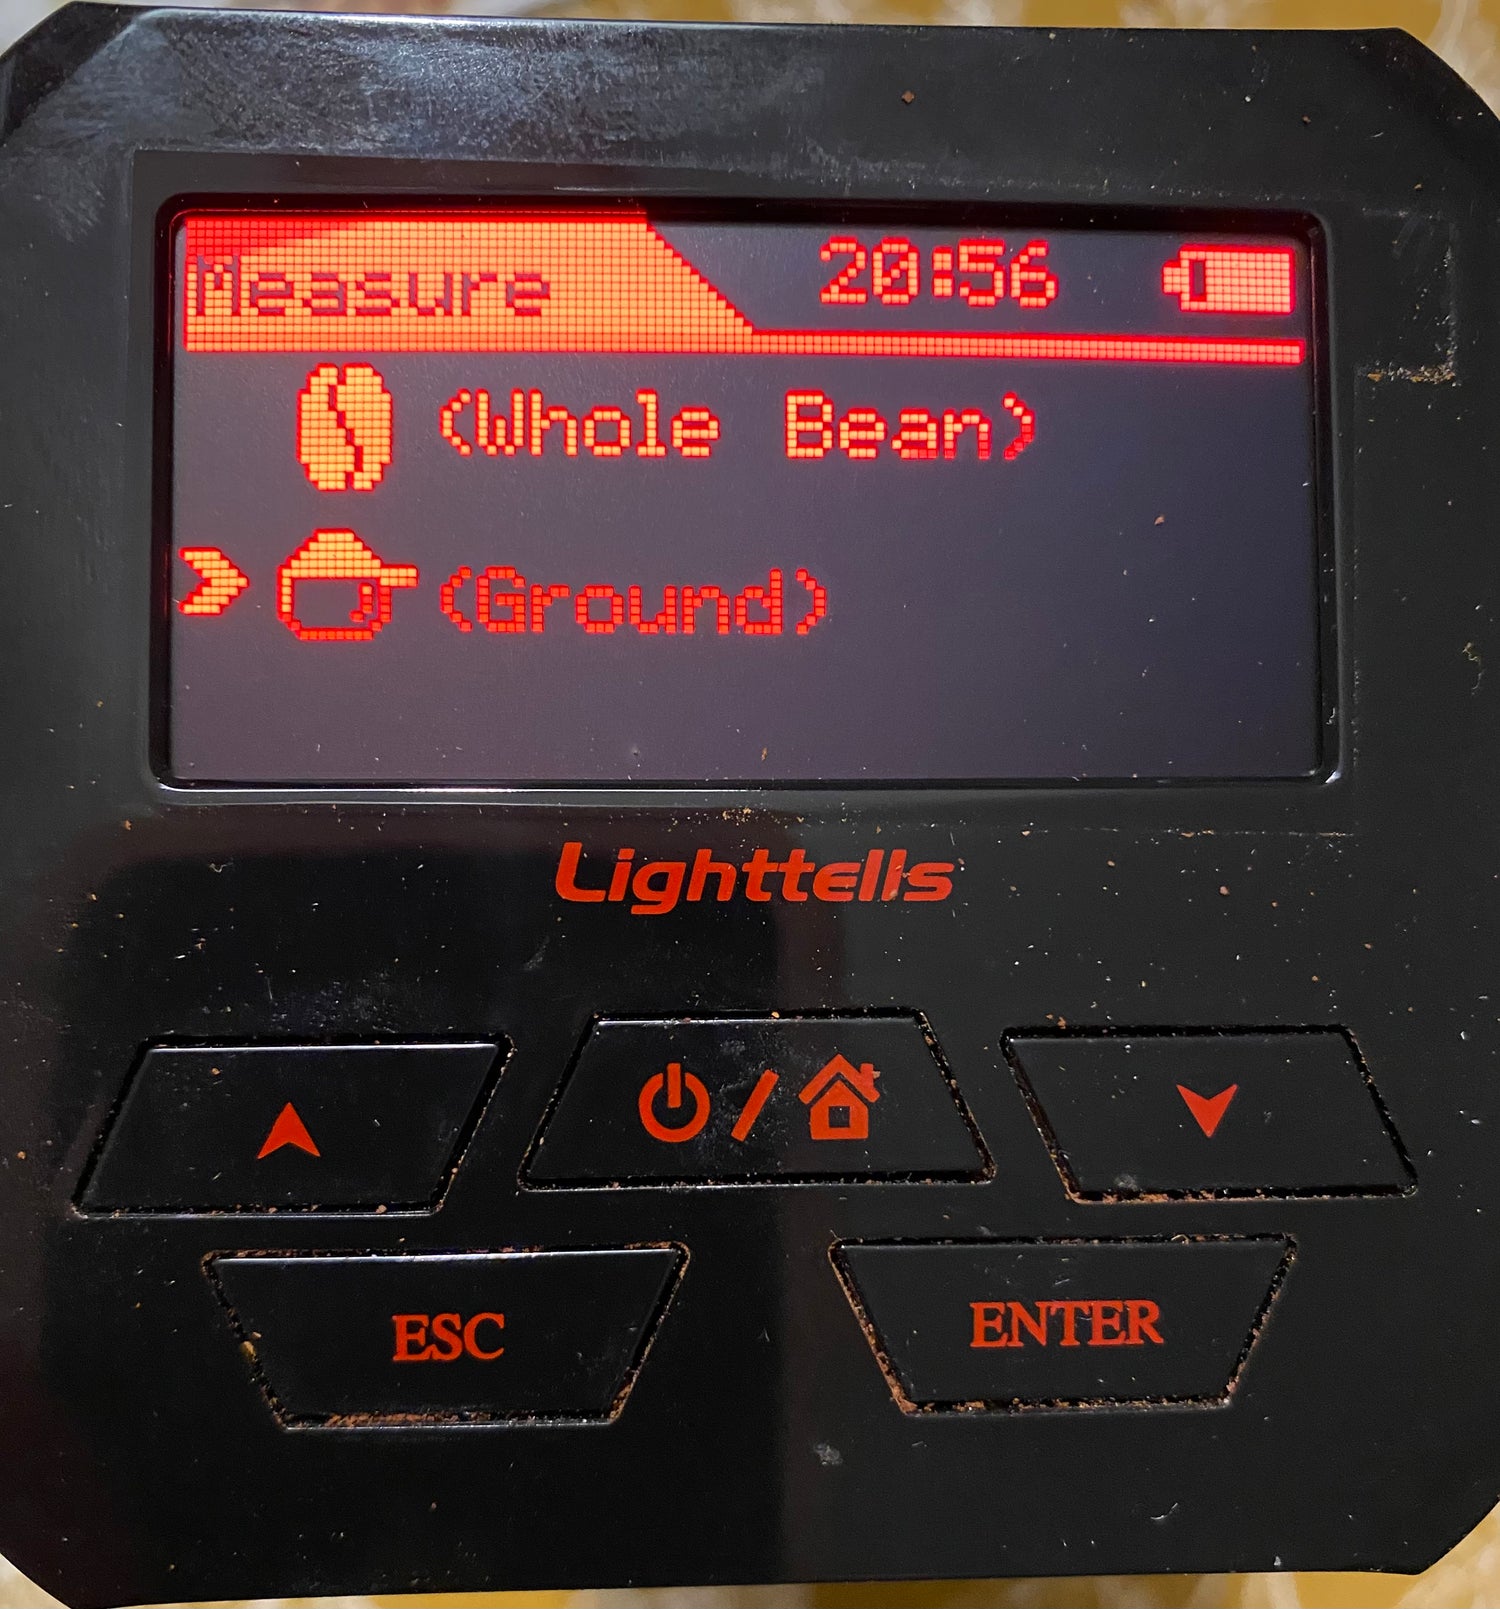 Measure 20:56
(Whole Bean)
(Ground)
Lighttells
/
ESC
ENTER